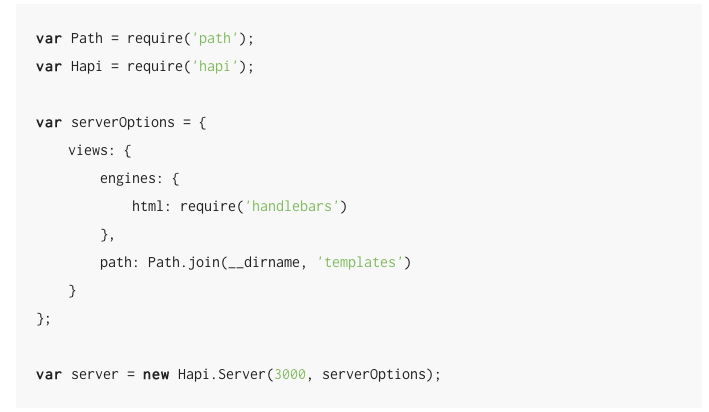 var Path = require('path');
var Hapi = require('hapi');

var serverOptions = {
    views: {
        engines: {
            html: require('handlebars')
        },
        path: Path.join(__dirname, 'templates')
    }
};

var server = new Hapi.Server(3000, serverOptions);